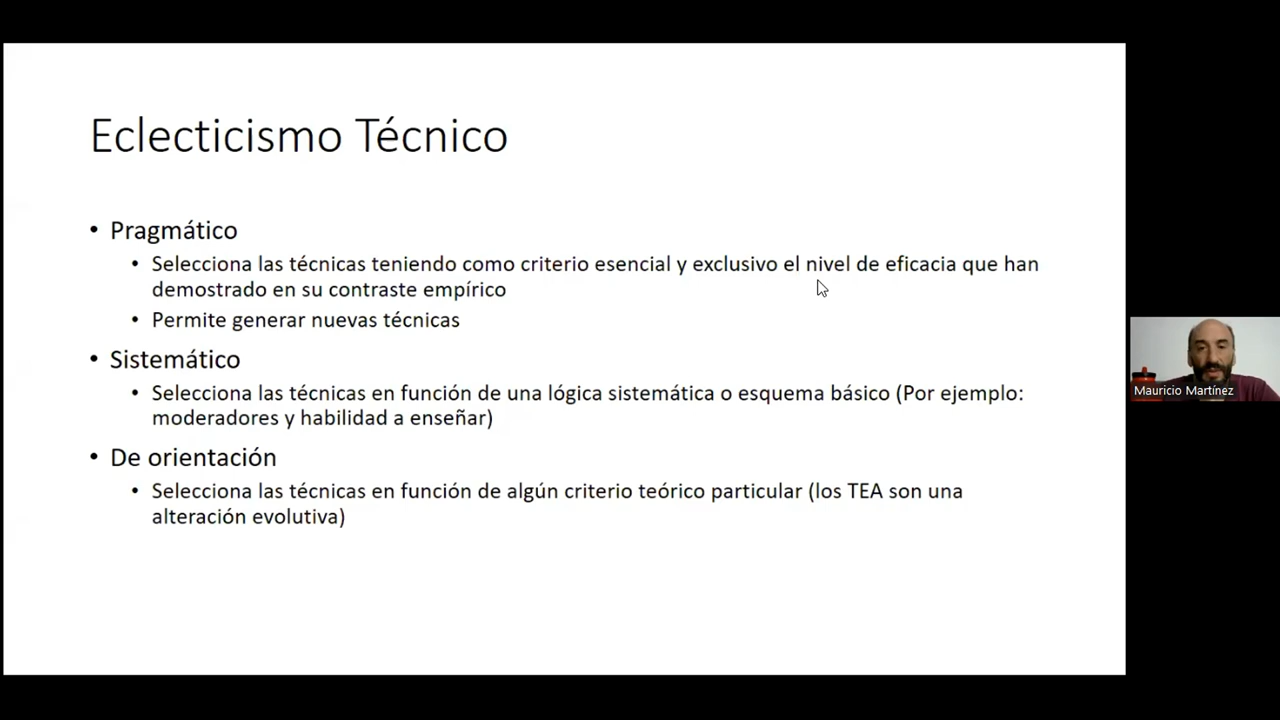 Eclecticismo Técnico
• Pragmático
• Selecciona las técnicas teniendo como criterio esencial y exclusivo el nivel de eficacia que han
demostrado en su contraste empírico
• Permite generar nuevas técnicas
• Sistemático
• Selecciona las técnicas en función de una lógica sistemática o esquema básico (Por ejemplo:
moderadores y habilidad a enseñar)
• De orientación
• Selecciona las técnicas en función de algún criterio teórico particular (los TEA son una
alteración evolutiva)
Mauricio Martínez